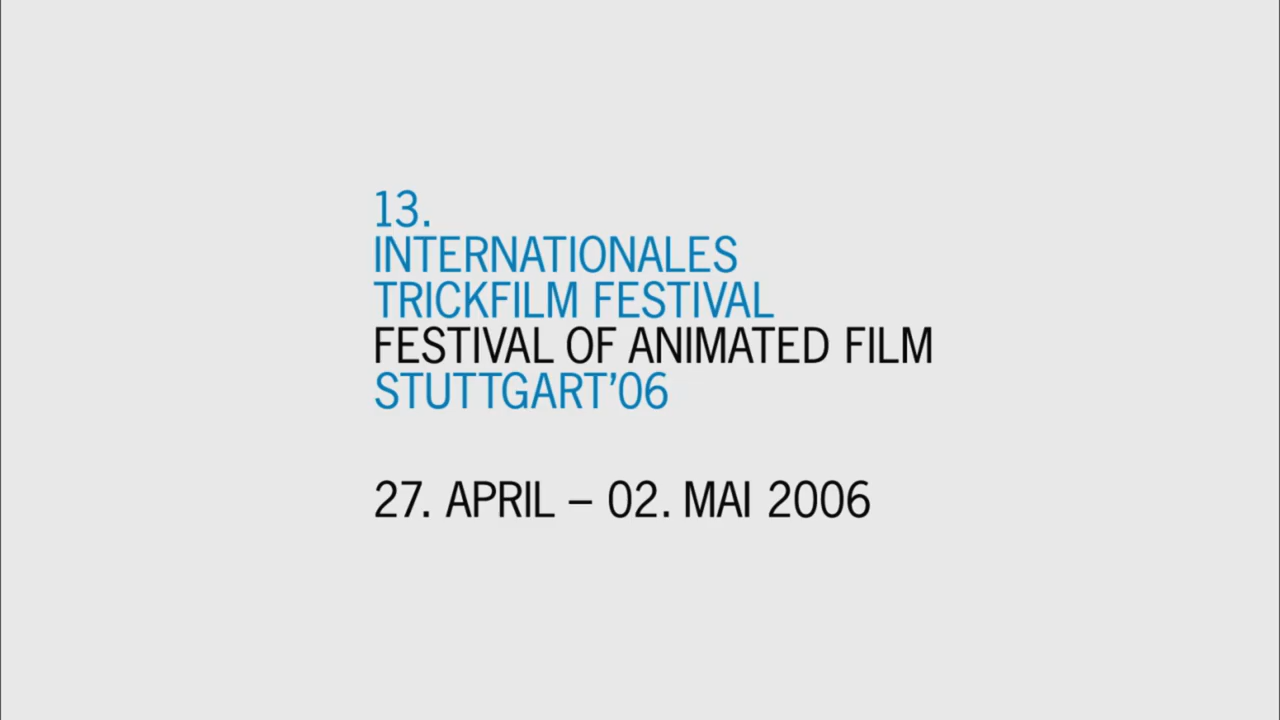 13.
INTERNATIONALES
TRICKFILM FESTIVAL
FESTIVAL OF ANIMATED FILM
STUTTGART’06
27. APRIL – 02. MAI 2006